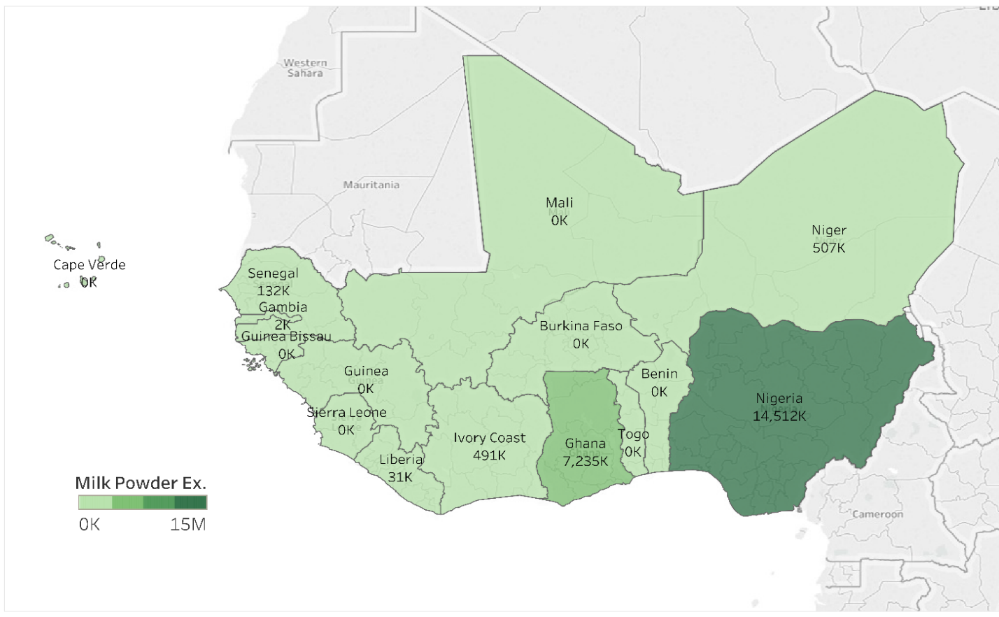 Western
Sahara
Mauritania
Mali
0K
Niger
507K
Cape Verde
0K
Senegal
132K
Gambia
2K
Guinea Bissau
0K
Burkina Faso
0K
Guinea
0K
Benin
0K
Sierra Leone
0K
Nigeria
14,512K
Ivory Coast
491K
Ghana
7,235K
Togo
0K
Liberia
31K
Milk Powder Ex.
0K 15M
Cameroon